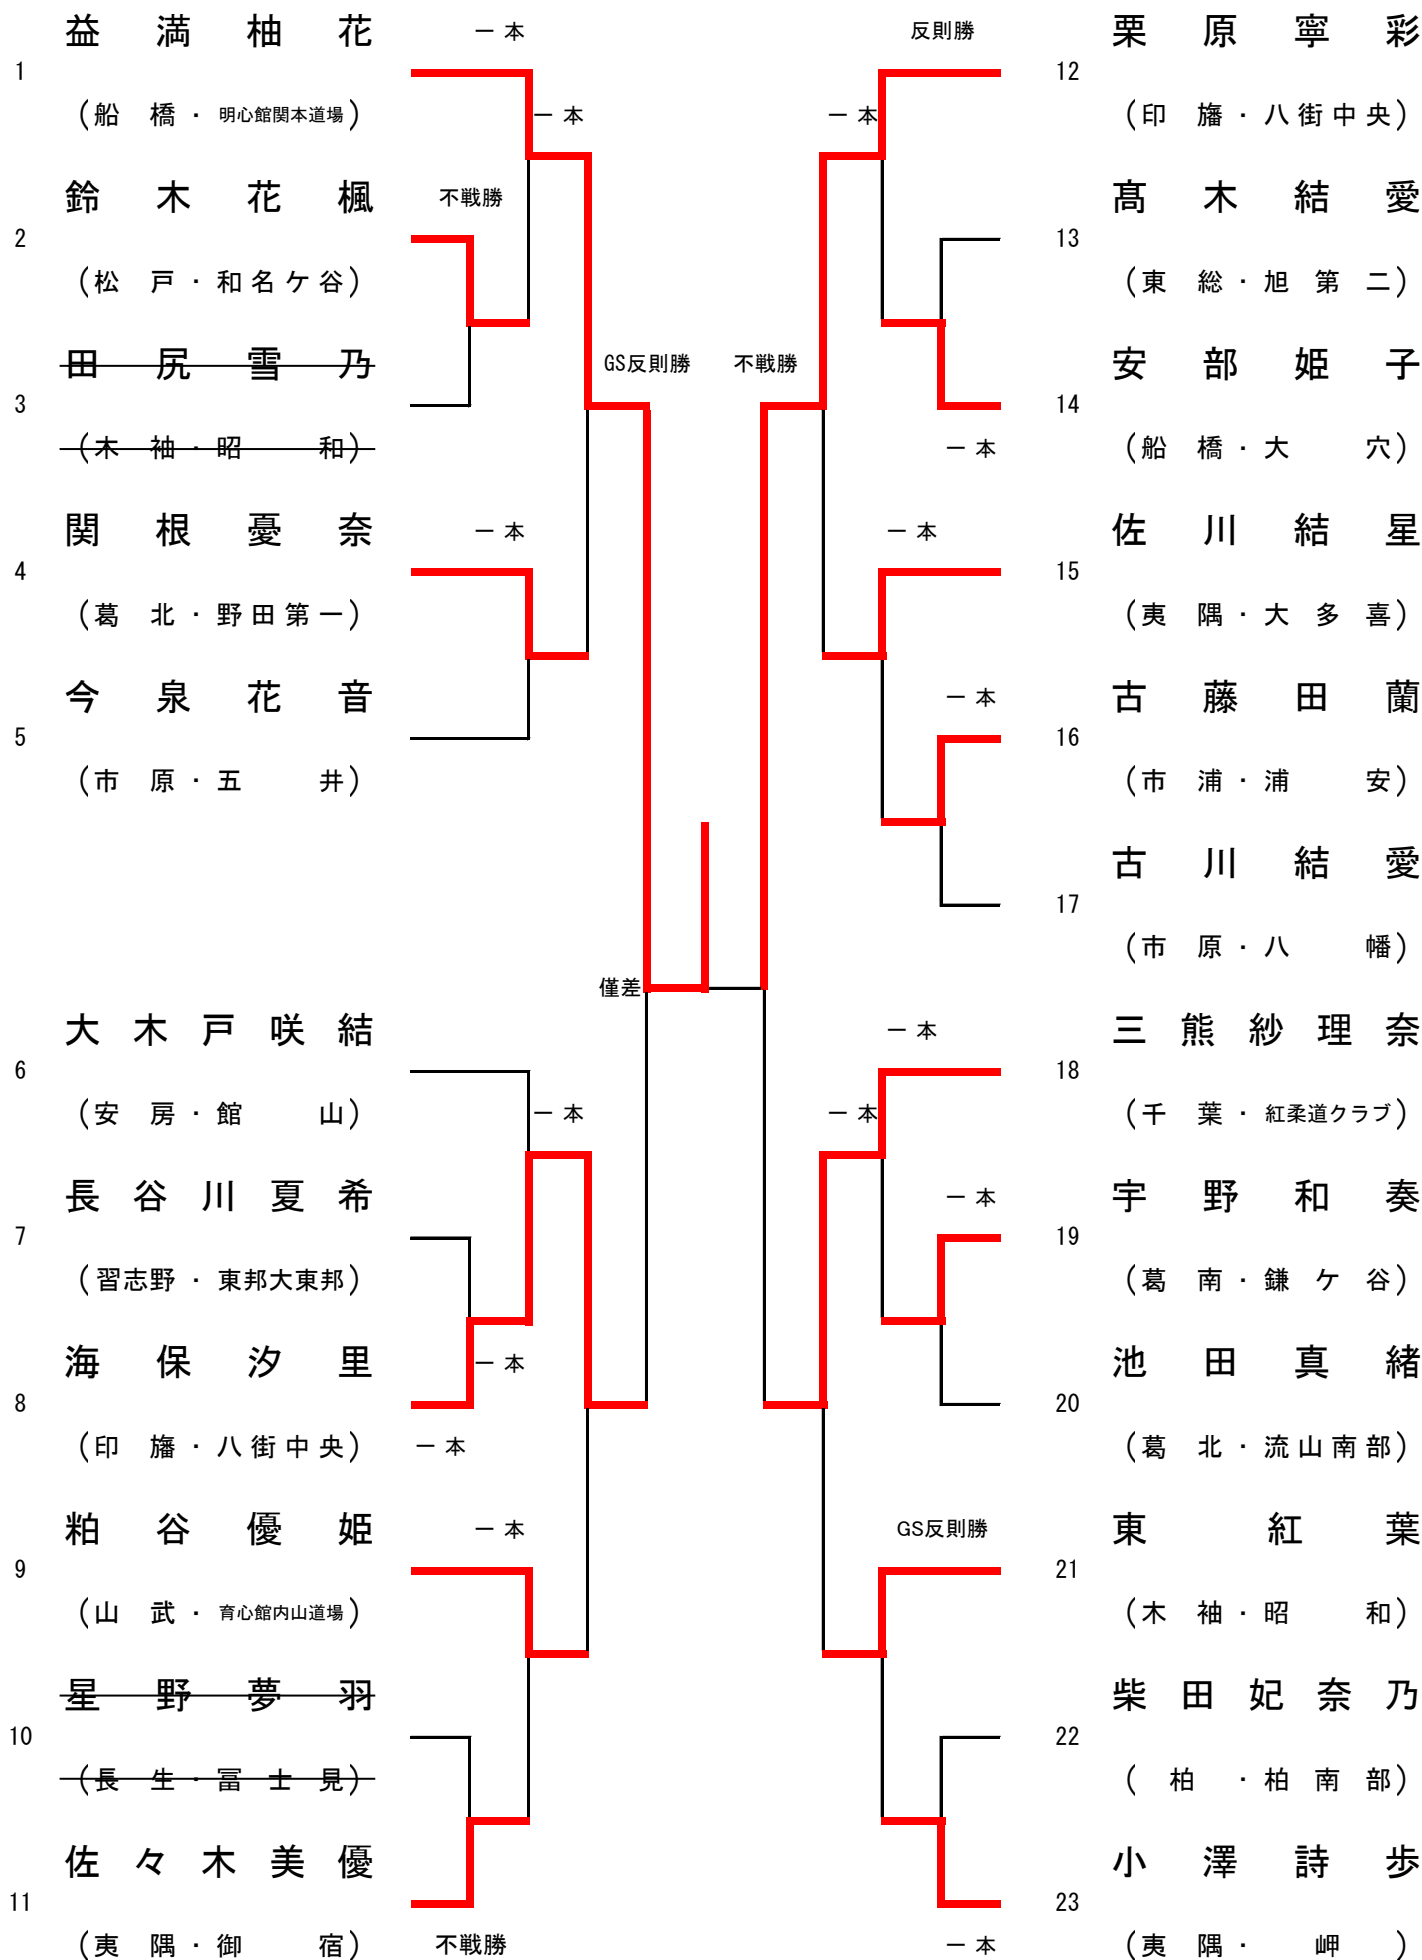 益満柚花 一本
1
(船橋・明心館関本道場) 一本
鈴木花楓 不戦勝
2
(松戸・和名ケ谷)
田尻雪乃 GS反則勝
3
(木袖・昭和)
関根憂奈 一本
4
(葛北・野田第一)
今泉花音
5
(市原・五井)
僅差
大木戸咲結
6
(安房・館山) 一本
長谷川夏希
7
(習志野・東邦大東邦)
海保汐里 一本
8
(印旛・八街中央) 一本
粕谷優姫 一本
9
(山武・育心館内山道場)
星野夢羽
10
(長生・冨士見)
佐々木美優
11
(夷隅・御宿) 不戦勝
反則勝 栗原寧彩
12
一本 (印旛・八街中央)
髙木結愛
13
(東総・旭第二)
不戦勝 安部姫子
14
一本 (船橋・大穴)
一本 佐川結星
15
(夷隅・大多喜)
一本 古藤田蘭
16
(市浦・浦安)
古川結愛
17
(市原・八幡)
一本 三熊紗理奈
18
一本 (千葉・紅柔道クラブ)
一本 宇野和奏
19
(葛南・鎌ケ谷)
池田真緒
20
(葛北・流山南部)
GS反則勝 東紅葉
21
(木袖・昭和)
柴田妃奈乃
22
(柏・柏南部)
小澤詩歩
23
一本 (夷隅・岬)